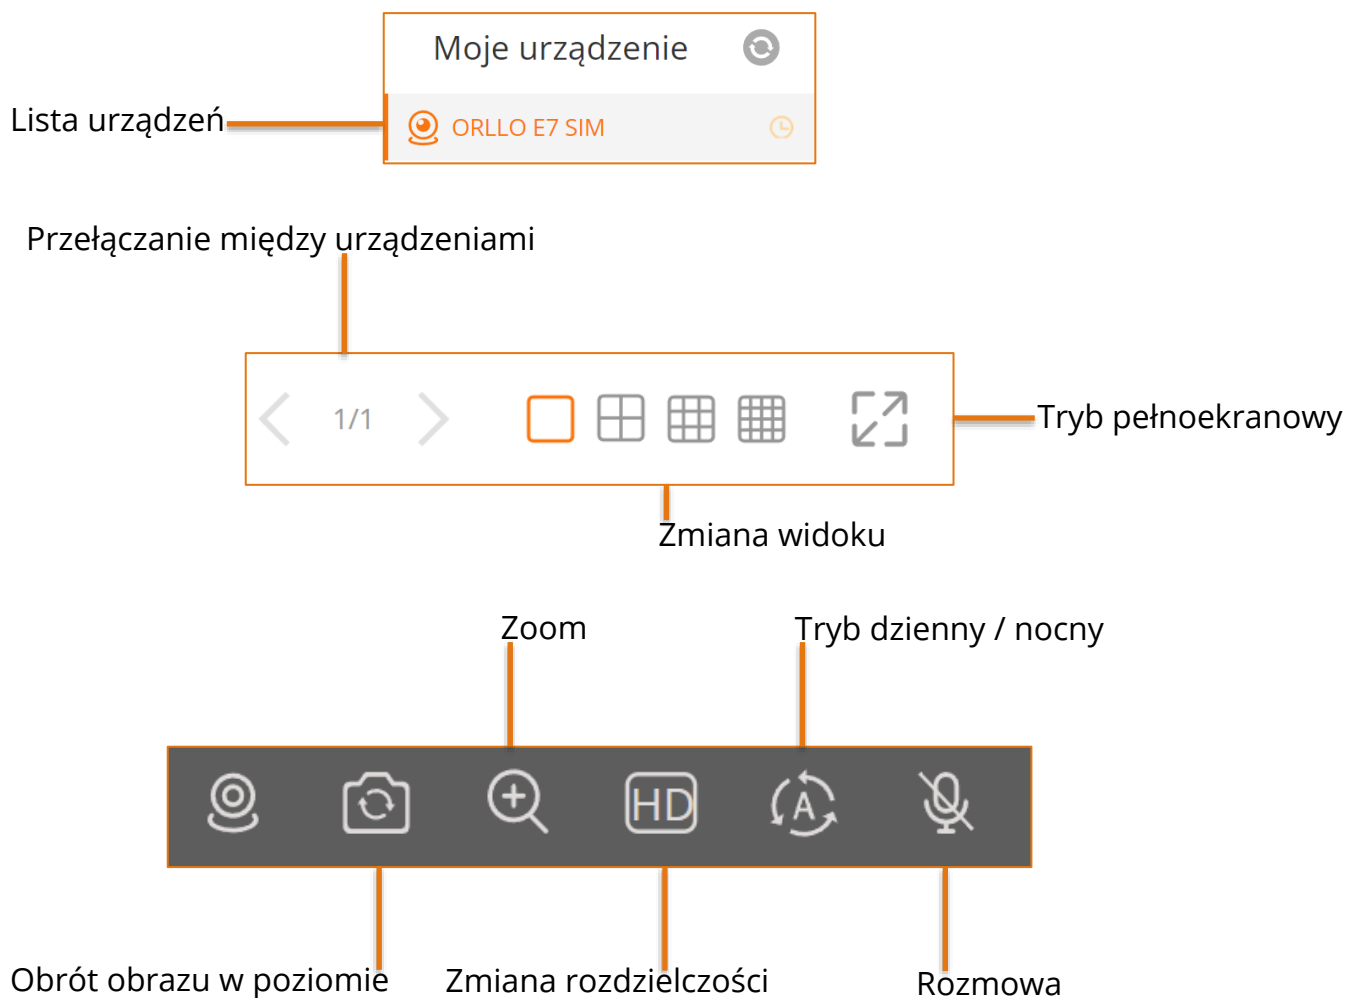 Moje urządzenie
Lista urządzeń
ORLLO E7 SIM
Przełączanie między urządzeniami
1/1
Tryb pełnoekranowy
Zmiana widoku
Zoom
Tryb dzienny / nocny
HD
A
Obrót obrazu w poziomie
Zmiana rozdzielczości
Rozmowa